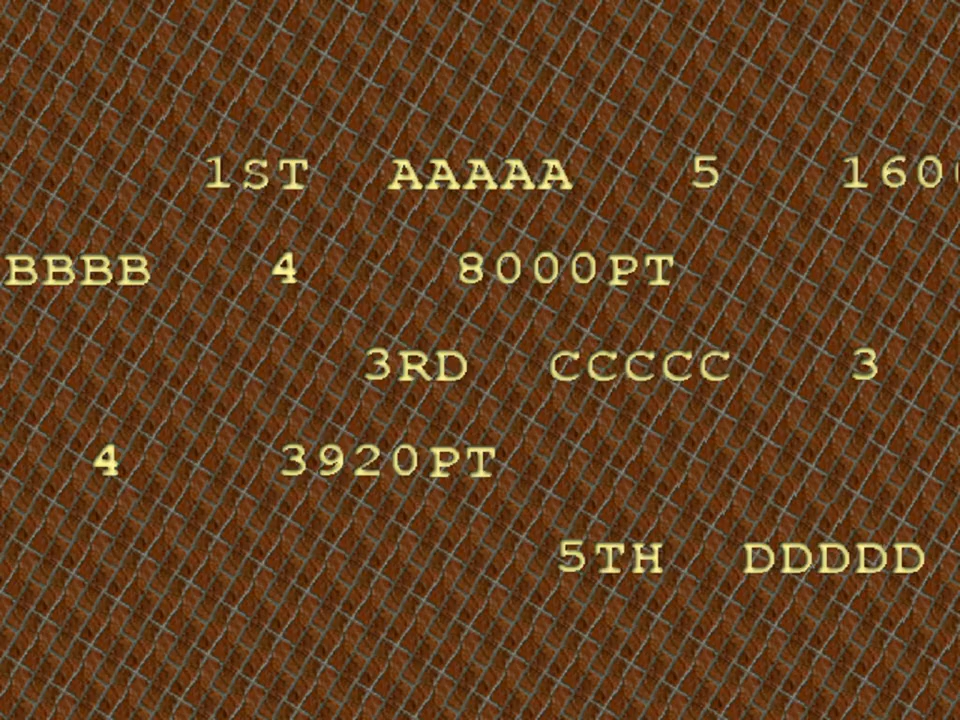 1ST AAAAA 5 160
BBBB 4 8000PT
3RD CCCCC 3
4 3920PT
5TH DDDDD